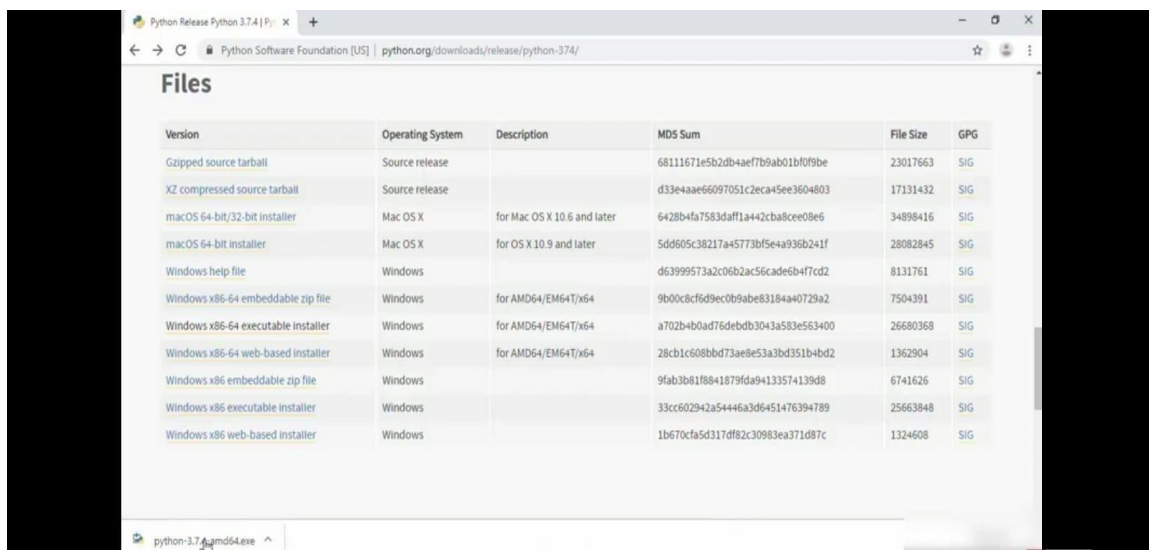 Python Release Python 3.7.4 | Py
Python Software Foundation [US] | python.org/downloads/release/python-374/
Files
Version Operating System Description MD5 Sum File Size GPG
Gzipped source tarball Source release 68111671e5b2db4aef7b9ab01bf0f9be 23017663 SIG
XZ compressed source tarball Source release d33e4aae66097051c2eca45ee3604803 17131432 SIG
macOS 64-bit/32-bit installer Mac OS X for Mac OS X 10.6 and later 6428b4fa7583daff1a442cba8cee08e6 34898416 SIG
macOS 64-bit installer Mac OS X for OS X 10.9 and later 5dd605c38217a45773bf5e4a936b241f 28082845 SIG
Windows help file Windows d63999573a2c06b2ac56cade6b4f7cd2 8131761 SIG
Windows x86-64 embeddable zip file Windows for AMD64/EM64T/x64 9b00c8cf6d9ec0b9abe83184a40729a2 7504391 SIG
Windows x86-64 executable installer Windows for AMD64/EM64T/x64 a702b4b0ad76debdb3043a583e563400 26680368 SIG
Windows x86-64 web-based installer Windows for AMD64/EM64T/x64 28cb1c608bbd73ae8e53a3bd351b4bd2 1362904 SIG
Windows x86 embeddable zip file Windows 9fab3b81f8841879fda94133574139d8 6741626 SIG
Windows x86 executable installer Windows 33cc602942a54446a3d6451476394789 25663848 SIG
Windows x86 web-based installer Windows 1b670cfa5d317df82c30983ea371d87c 1324608 SIG
python-3.7.4-amd64.exe